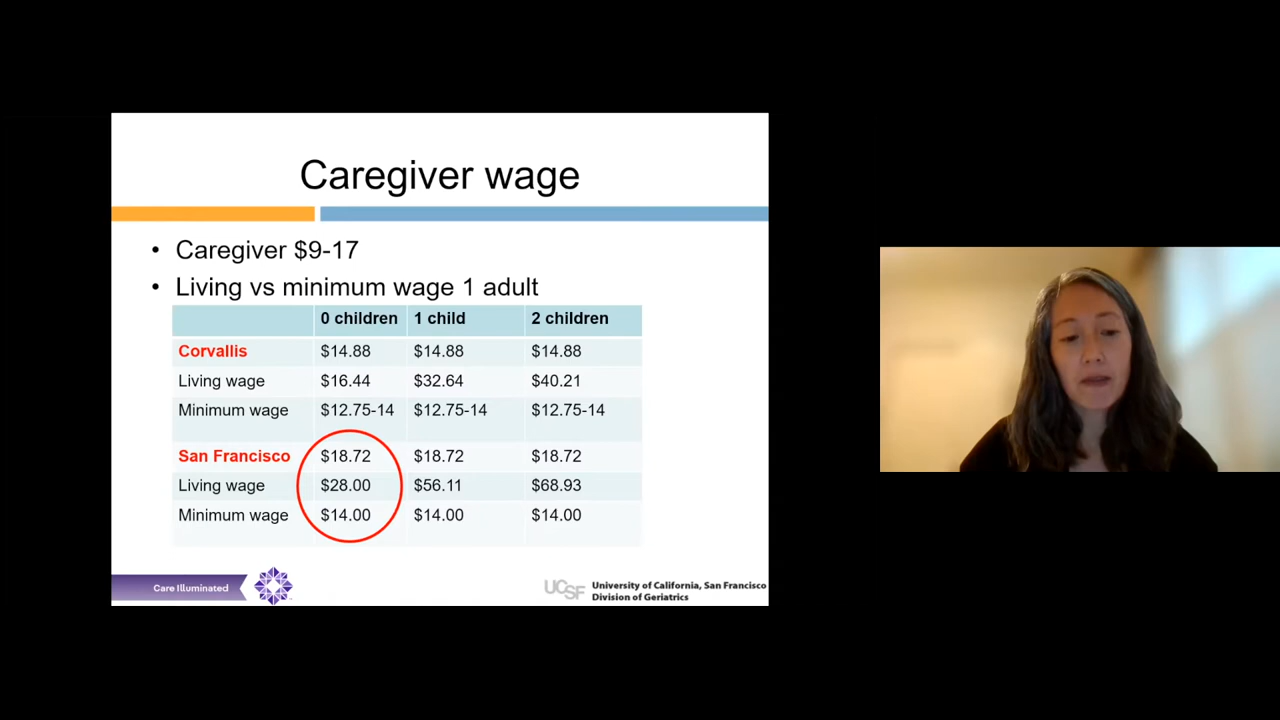 Caregiver wage
• Caregiver $9-17
• Living vs minimum wage 1 adult
0 children 1 child 2 children
Corvallis $14.88 $14.88 $14.88
Living wage $16.44 $32.64 $40.21
Minimum wage $12.75-14 $12.75-14 $12.75-14
San Francisco $18.72 $18.72 $18.72
Living wage $28.00 $56.11 $68.93
Minimum wage $14.00 $14.00 $14.00
Care Illuminated
UCSF University of California, San Francisco
Division of Geriatrics